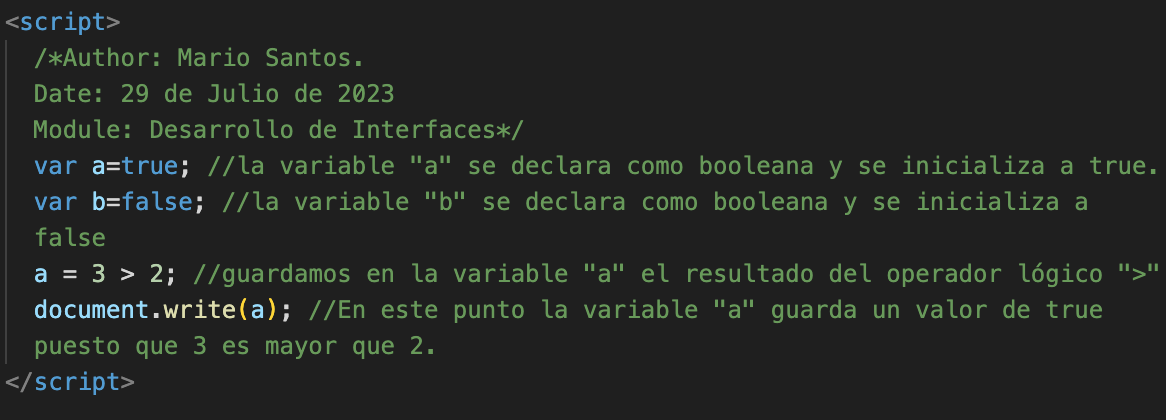 <script>
/*Author: Mario Santos.
Date: 29 de Julio de 2023
Module: Desarrollo de Interfaces*/
var a=true; //la variable "a" se declara como booleana y se inicializa a true.
var b=false; //la variable "b" se declara como booleana y se inicializa a
false
a = 3 > 2; //guardamos en la variable "a" el resultado del operador lógico ">"
document.write(a); //En este punto la variable "a" guarda un valor de true
puesto que 3 es mayor que 2.
</script>